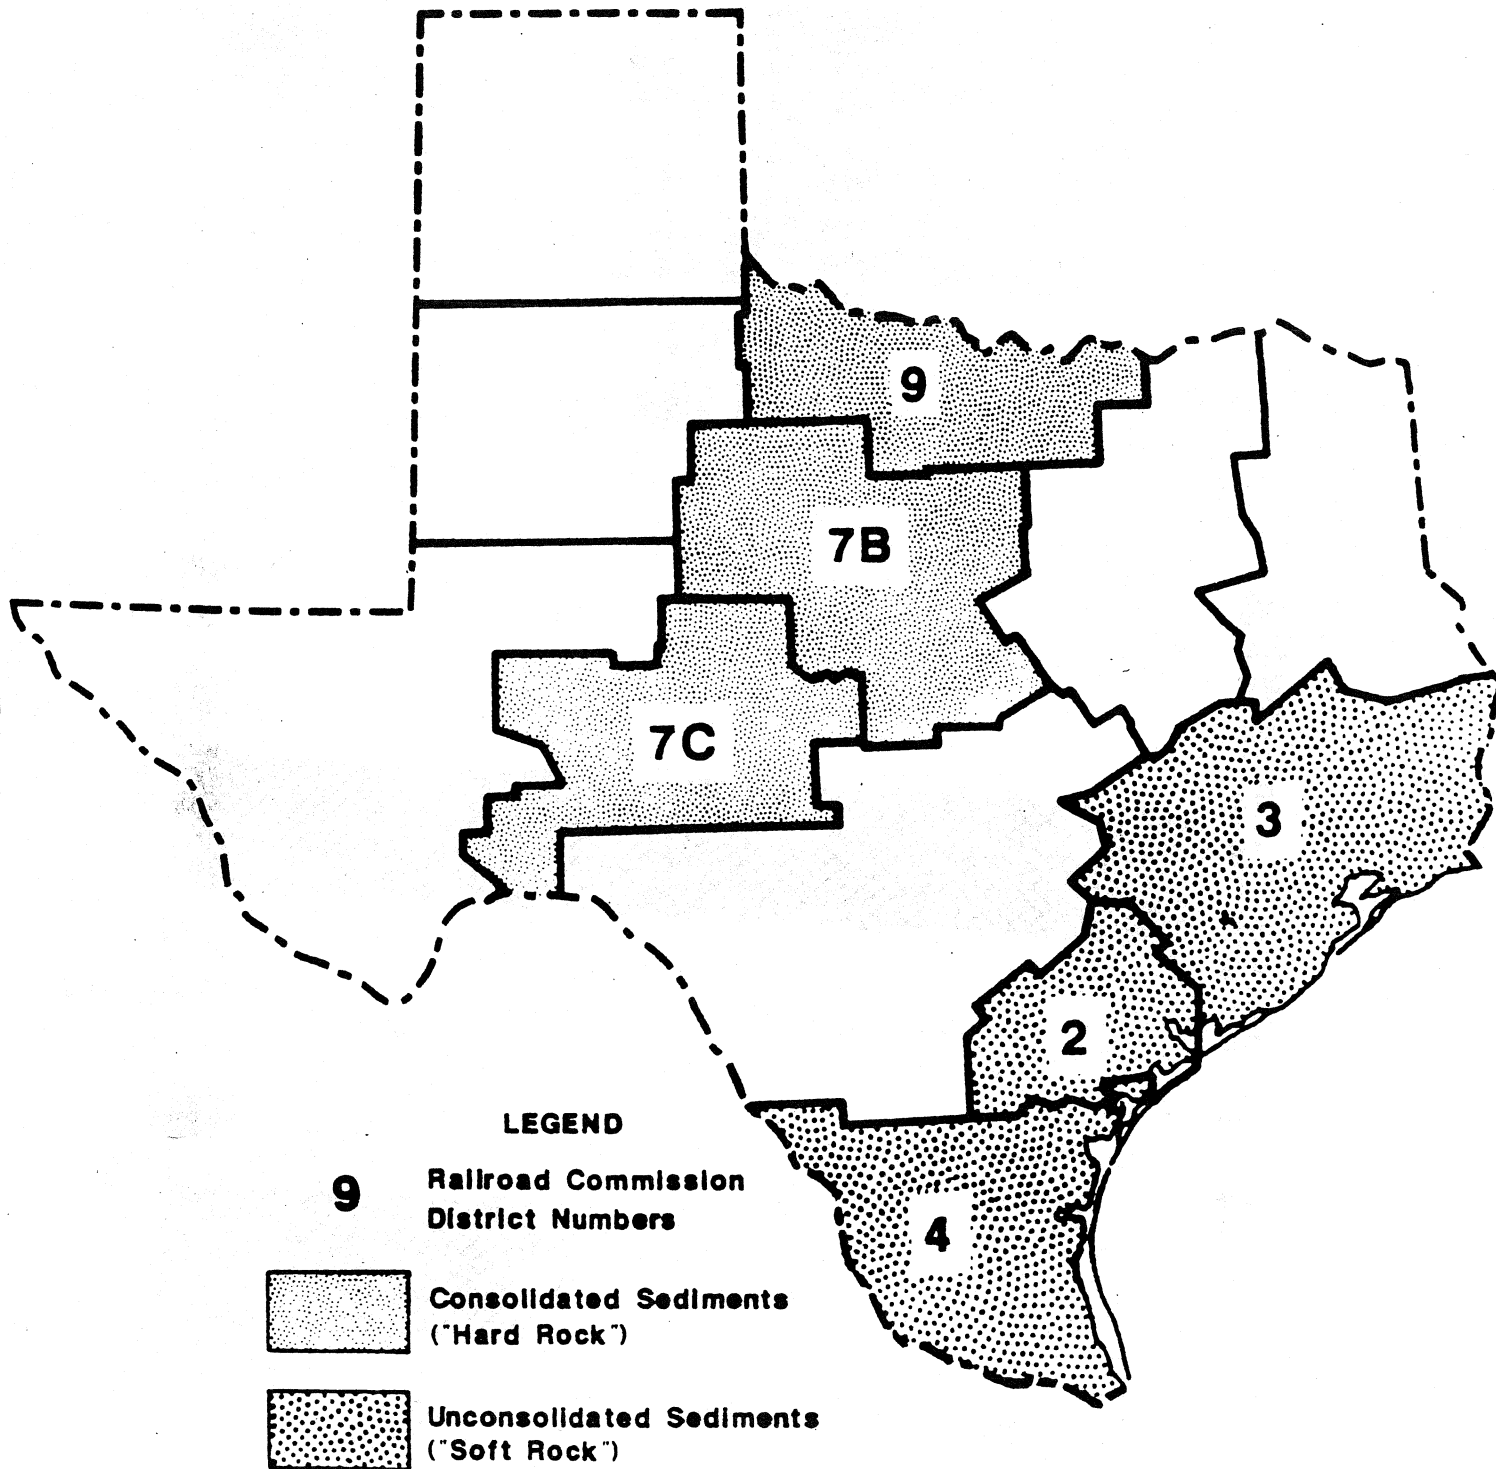 9
7B
7C
3
2
4
LEGEND
9
Railroad Commission
District Numbers
Consolidated Sediments
("Hard Rock")
Unconsolidated Sediments
("Soft Rock")